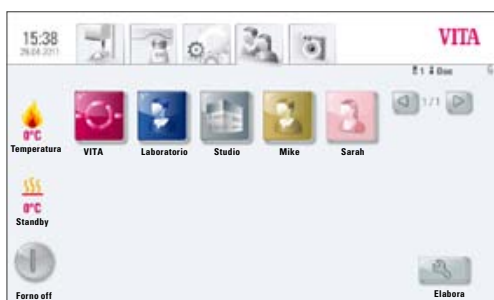 15:38
VITA
1/1
0°C
Temperatura
VITA
Laboratorio
Studio
Mike
Sarah
0°C
Standby
Forno off
Elabora